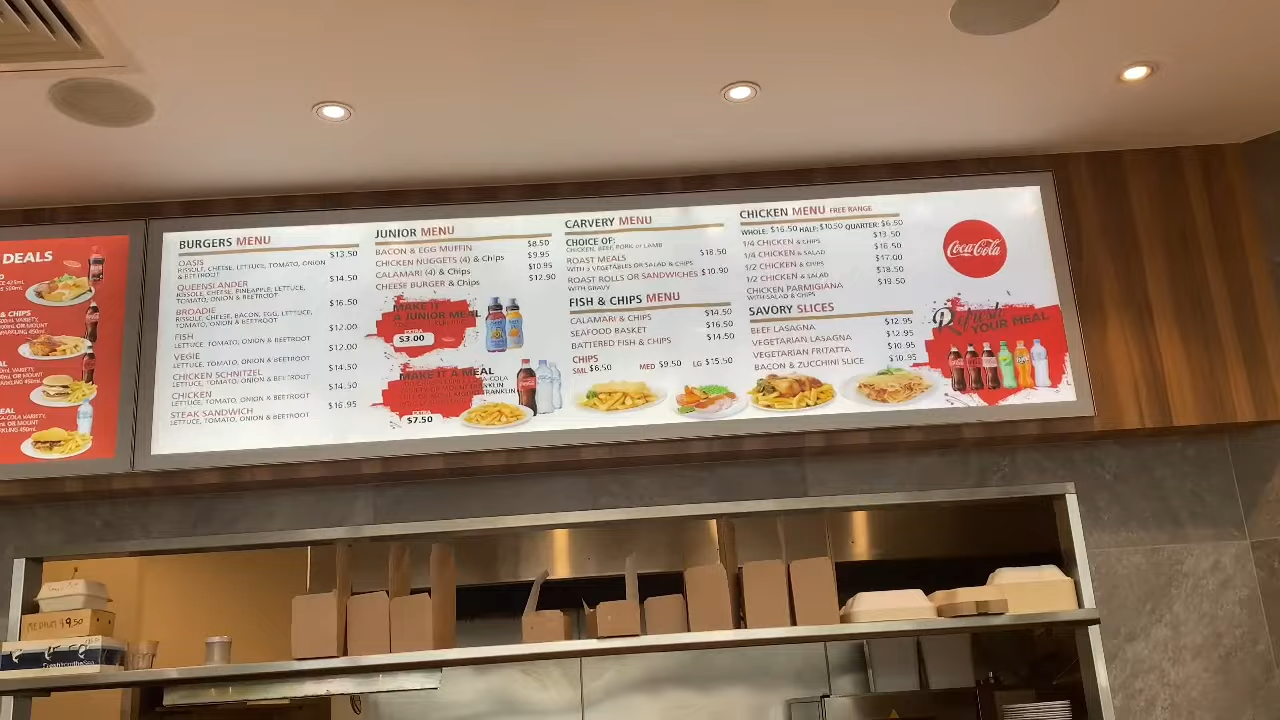 DEALS
& CHIPS
BURGERS MENU
OASIS $13.50
RISSOLE, CHEESE, LETTUCE, TOMATO, ONION
& BEETROOT
QUEENSLANDER $14.50
RISSOLE, CHEESE, PINEAPPLE, LETTUCE,
TOMATO, ONION & BEETROOT
BROADIE $16.50
RISSOLE, CHEESE, BACON, EGG, LETTUCE,
TOMATO, ONION & BEETROOT
FISH $12.00
LETTUCE, TOMATO, ONION & BEETROOT
VEGIE $12.00
LETTUCE, TOMATO, ONION & BEETROOT
CHICKEN SCHNITZEL $14.50
LETTUCE, TOMATO, ONION & BEETROOT
CHICKEN $14.50
LETTUCE, TOMATO, ONION & BEETROOT
STEAK SANDWICH $16.95
LETTUCE, TOMATO, ONION & BEETROOT
JUNIOR MENU
BACON & EGG MUFFIN $8.50
CHICKEN NUGGETS (4) & Chips $9.95
CALAMARI (4) & Chips $10.95
CHEESE BURGER & Chips $12.90
MAKE IT
A JUNIOR MEAL
EXTRA
$3.00
MAKE IT A MEAL
EXTRA
$7.50
CARVERY MENU
CHOICE OF:
CHICKEN, BEEF, PORK or LAMB
ROAST MEALS $18.50
WITH 3 VEGETABLES OR SALAD & CHIPS
ROAST ROLLS OR SANDWICHES $10.90
WITH GRAVY
FISH & CHIPS MENU
CALAMARI & CHIPS $14.50
SEAFOOD BASKET $16.50
BATTERED FISH & CHIPS $14.50
CHIPS
SML $6.50 MED $9.50 LG $15.50
CHICKEN MENU FREE RANGE
WHOLE: $16.50 HALF: $10.50 QUARTER: $6.50
1/4 CHICKEN & CHIPS $13.50
1/4 CHICKEN & SALAD $16.50
1/2 CHICKEN & CHIPS $17.00
1/2 CHICKEN & SALAD $18.50
CHICKEN PARMIGIANA $19.50
WITH SALAD & CHIPS
SAVORY SLICES
BEEF LASAGNA $12.95
VEGETARIAN LASAGNA $12.95
VEGETARIAN FRITATTA $10.95
BACON & ZUCCHINI SLICE $10.95
Coca-Cola
Refresh
YOUR MEAL
MEDIUM $9.50
Fresh from the Sea